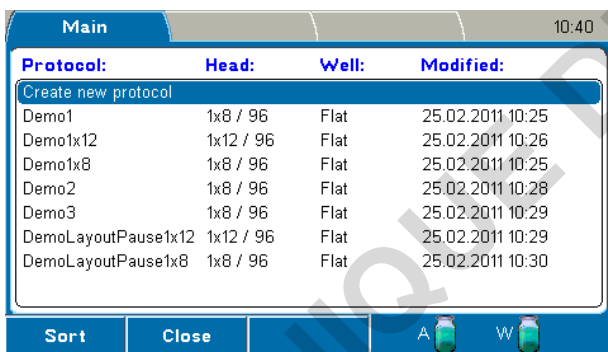 Main 10:40
Protocol: Head: Well: Modified:
Create new protocol
Demo1 1x8 / 96 Flat 25.02.2011 10:25
Demo1x12 1x12 / 96 Flat 25.02.2011 10:26
Demo1x8 1x8 / 96 Flat 25.02.2011 10:25
Demo2 1x8 / 96 Flat 25.02.2011 10:28
Demo3 1x8 / 96 Flat 25.02.2011 10:29
DemoLayoutPause1x12 1x12 / 96 Flat 25.02.2011 10:29
DemoLayoutPause1x8 1x8 / 96 Flat 25.02.2011 10:30
Sort Close A W